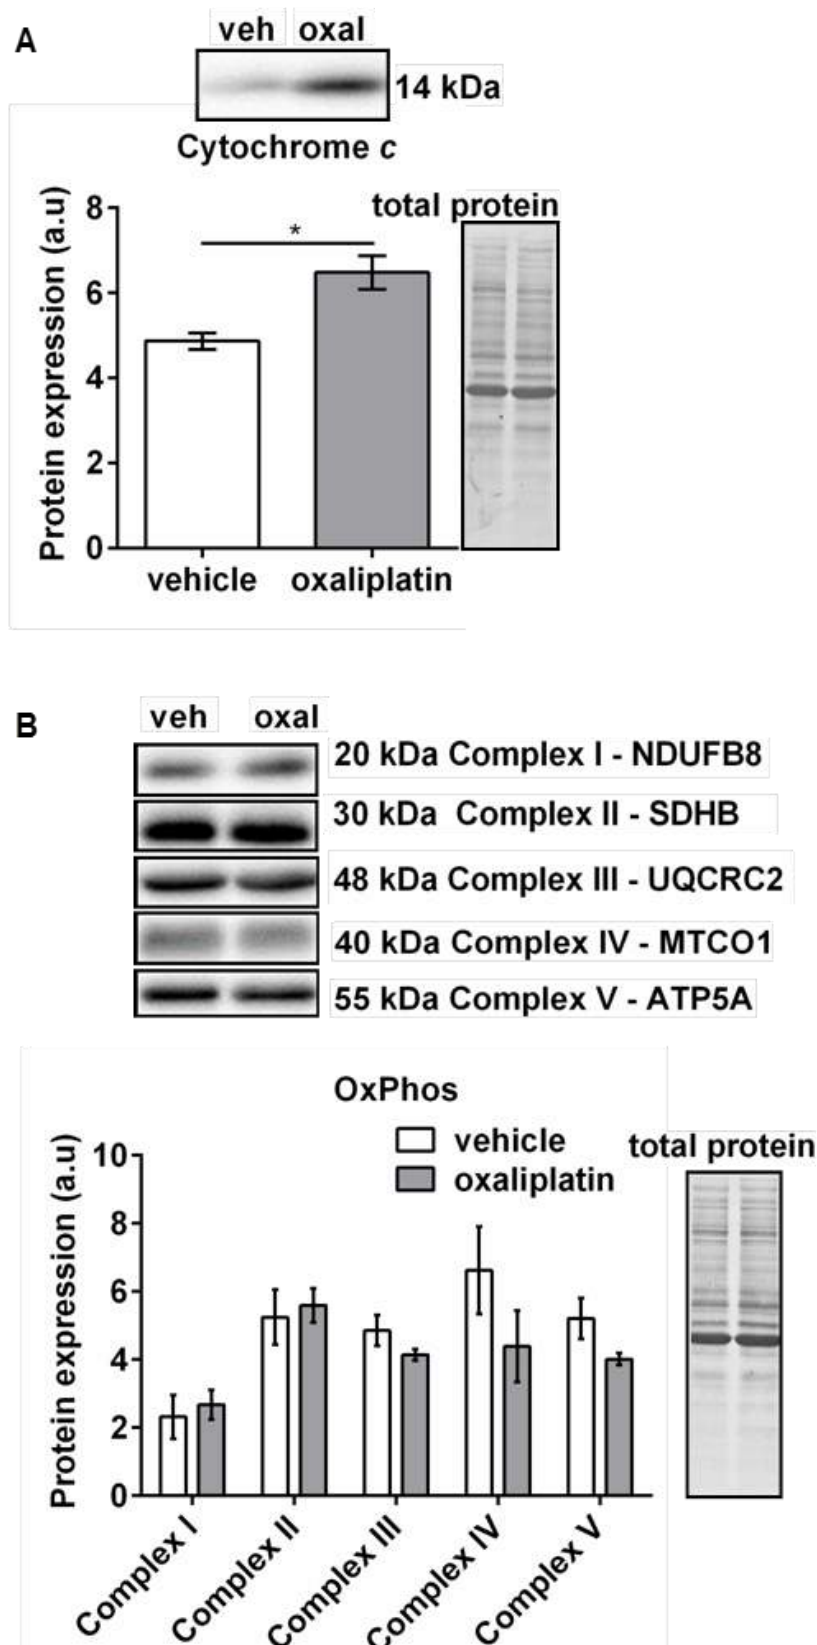 A
veh oxal
14 kDa
Cytochrome c
total protein
Protein expression (a.u)
8
*
6
4
2
0
vehicle oxaliplatin
B
veh oxal
20 kDa Complex I - NDUFB8
30 kDa Complex II - SDHB
48 kDa Complex III - UQCRC2
40 kDa Complex IV - MTCO1
55 kDa Complex V - ATP5A
OxPhos
vehicle
oxaliplatin
total protein
Protein expression (a.u)
10
8
6
4
2
0
Complex I
Complex II
Complex III
Complex IV
Complex V